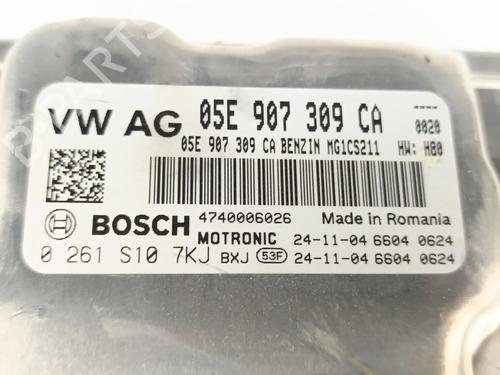 VW AG 05E 907 309 CA 0020
05E 907 309 CA BENZIN MG1CS211 HW: H80
BOSCH 4740006026 Made in Romania
MOTRONIC 24-11-04 6604 0624
0 261 S10 7KJ BXJ 53F 24-11-04 6604 0624